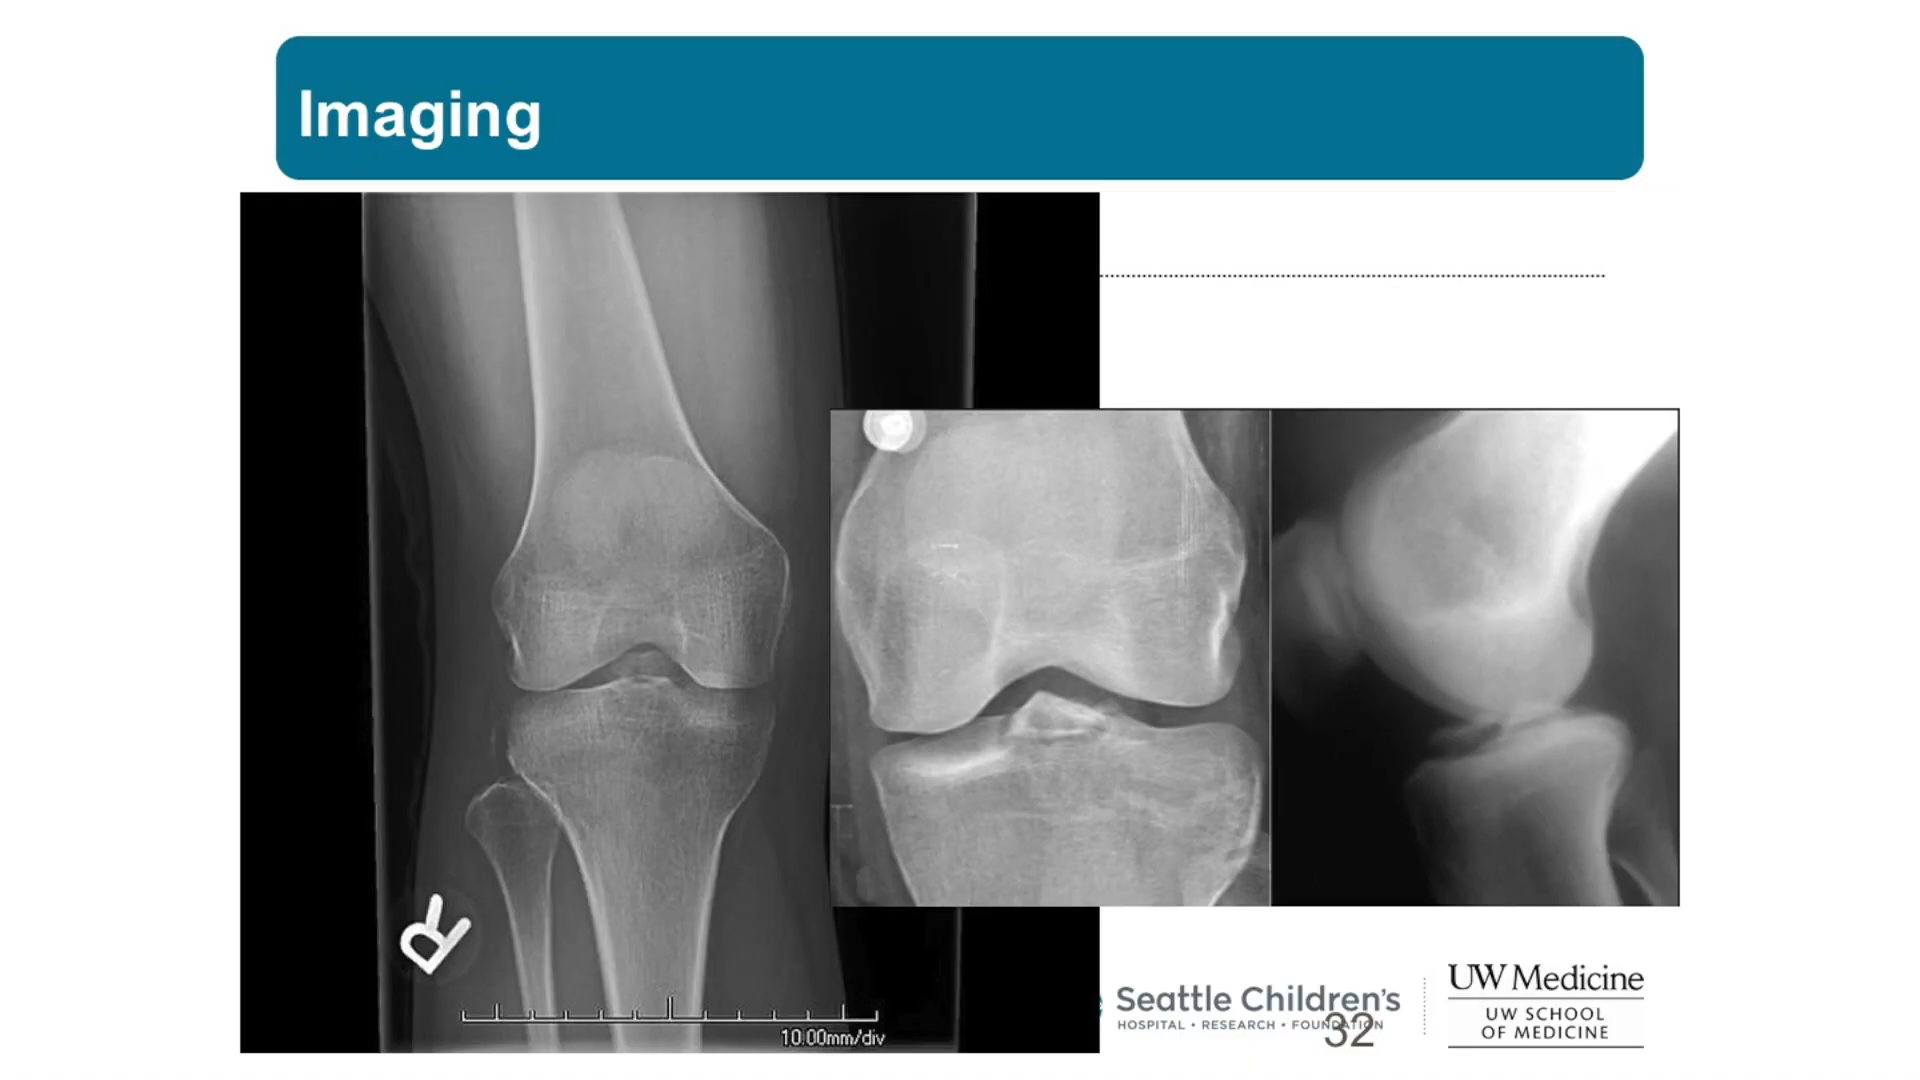 Imaging
R
10.00mm/div
Seattle Children's
HOSPITAL • RESEARCH • FOUNDATION
32
UW Medicine
UW SCHOOL
OF MEDICINE